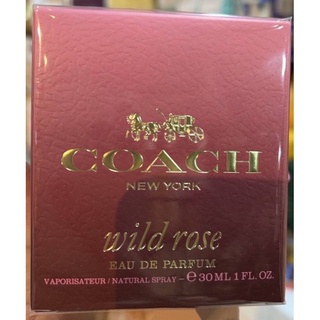 COACH
NEW YORK
wild rose
EAU DE PARFUM
VAPORISATEUR / NATURAL SPRAY – ℮ 30 ML 1 FL. OZ.